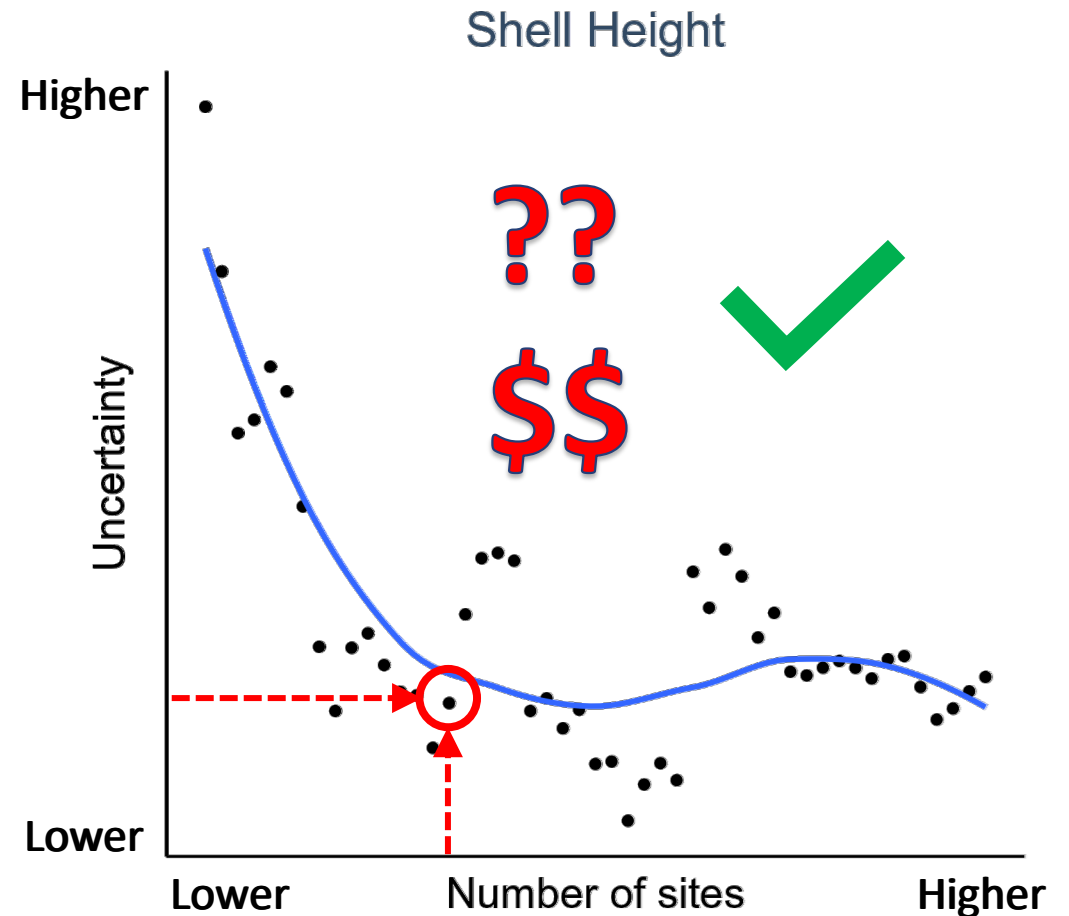 Shell Height
Higher
??
$$
Uncertainty
Lower
Lower
Number of sites
Higher